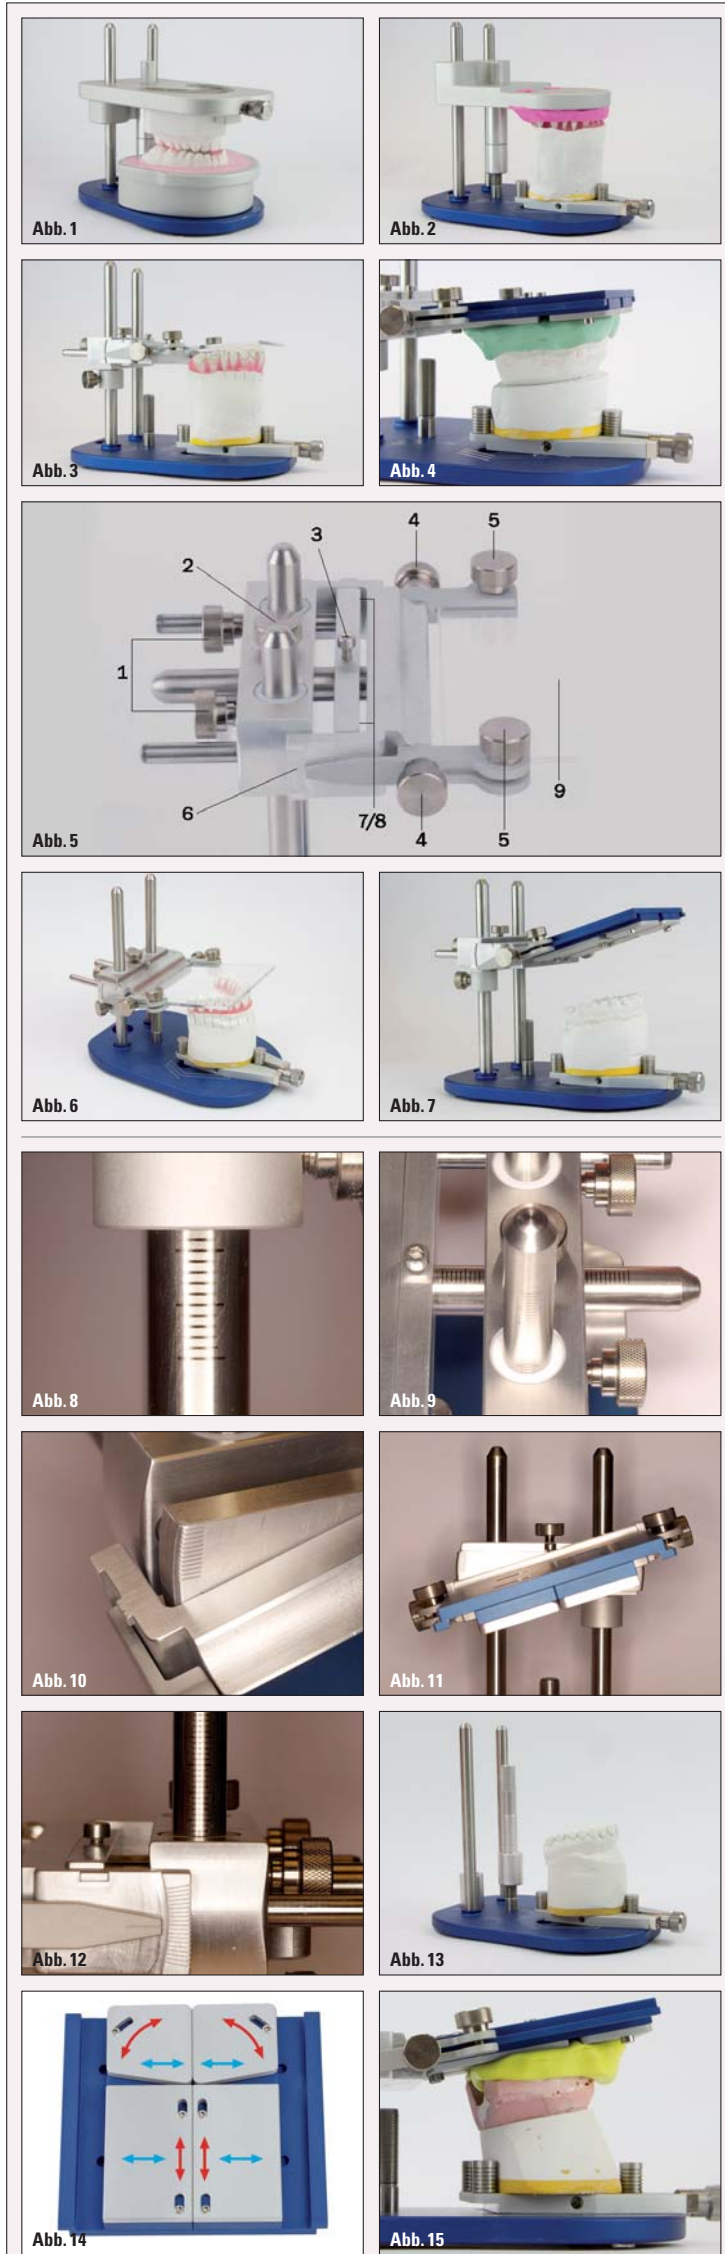 Abb. 1
Abb. 2
Abb. 3
Abb. 4
1
2
3
4
5
6
7/8
4
5
9
Abb. 5
Abb. 6
Abb. 7
Abb. 8
Abb. 9
Abb. 10
Abb. 11
Abb. 12
Abb. 13
Abb. 14
Abb. 15